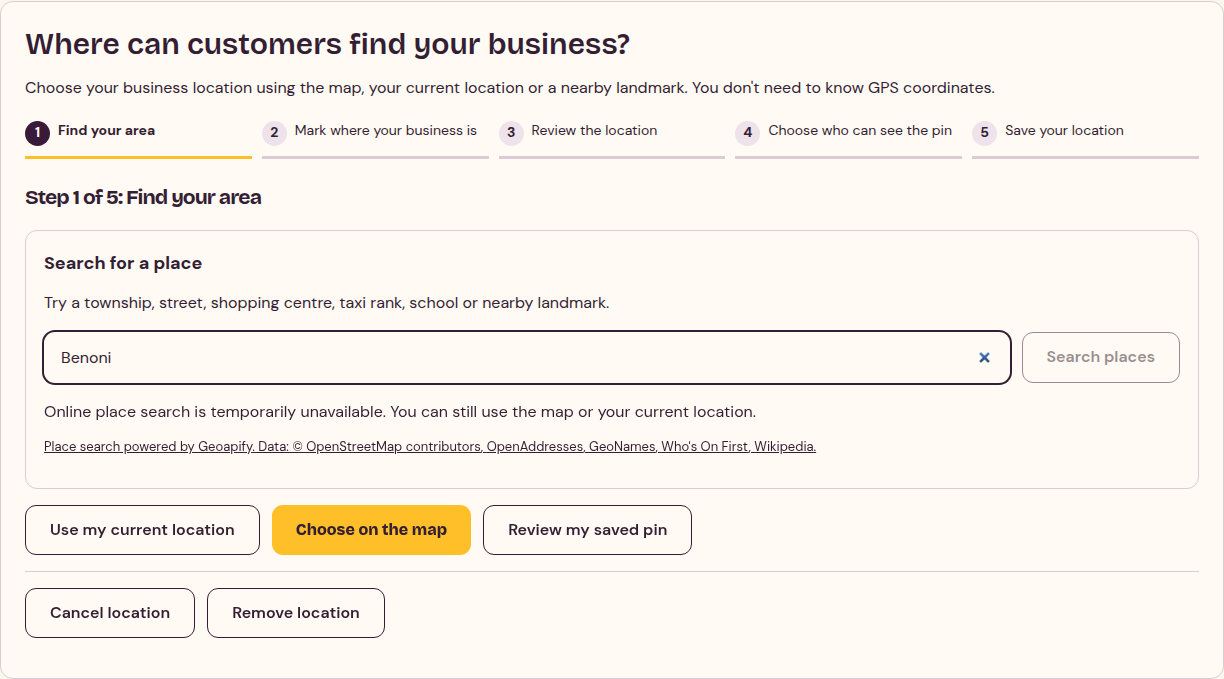 Where can customers find your business?
Choose your business location using the map, your current location or a nearby landmark. You don't need to know GPS coordinates.
1 Find your area
2 Mark where your business is
3 Review the location
4 Choose who can see the pin
5 Save your location
Step 1 of 5: Find your area
Search for a place
Try a township, street, shopping centre, taxi rank, school or nearby landmark.
Benoni
Search places
Online place search is temporarily unavailable. You can still use the map or your current location.
Place search powered by Geoapify. Data: © OpenStreetMap contributors, OpenAddresses, GeoNames, Who's On First, Wikipedia.
Use my current location
Choose on the map
Review my saved pin
Cancel location
Remove location